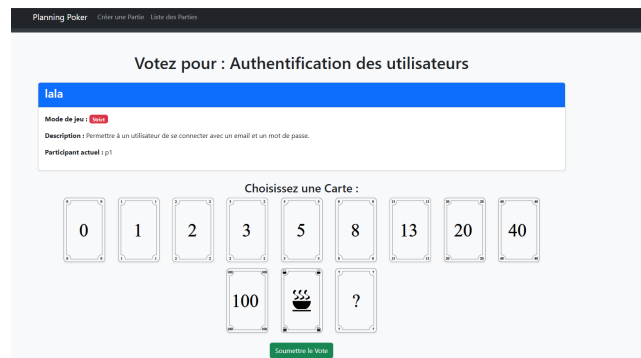 Planning Poker Créer une Partie Liste des Parties
Votez pour : Authentification des utilisateurs
lala
Mode de jeu : Strict
Description : Permettre à un utilisateur de se connecter avec un email et un mot de passe.
Participant actuel : p1
Choisissez une Carte :
0 1 2 3 5 8 13 20 40
100 ?
Soumettre le Vote